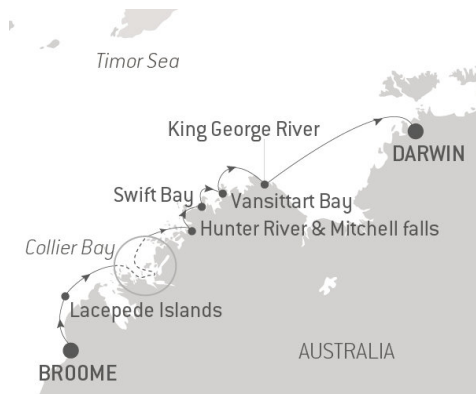 Timor Sea
King George River
DARWIN
Swift Bay
Vansittart Bay
Hunter River & Mitchell falls
Collier Bay
Lacepede Islands
AUSTRALIA
BROOME